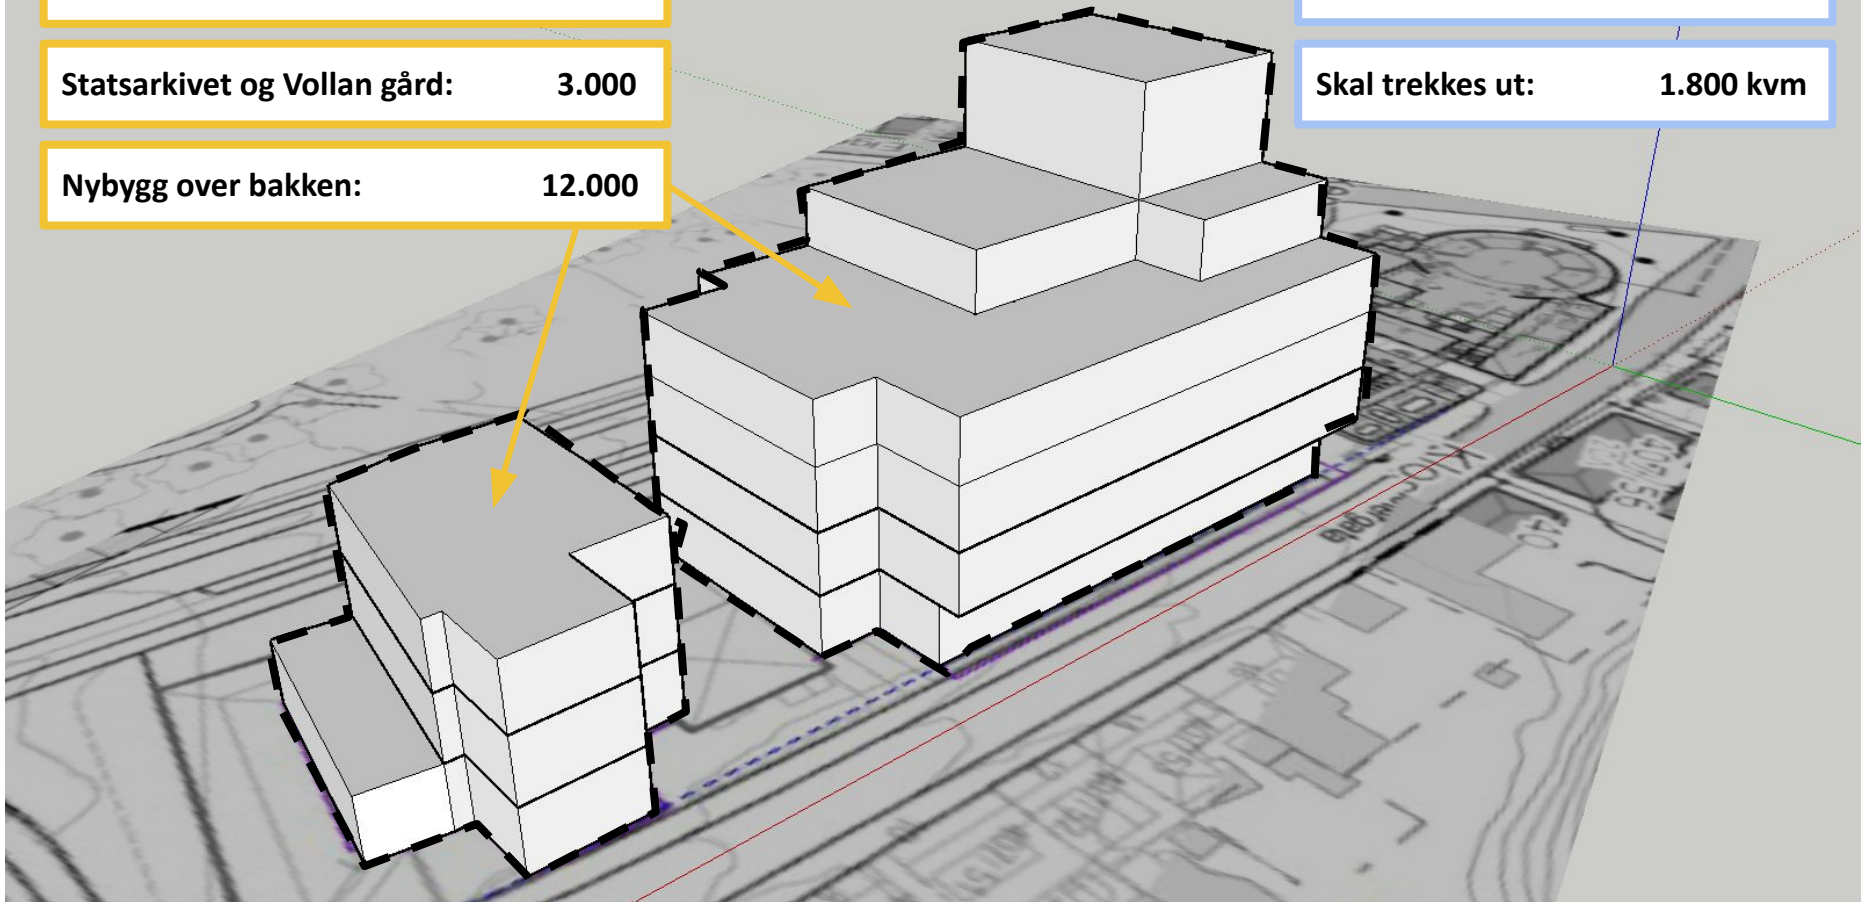 Statsarkivet og Vollan gård: 3.000
Skal trekkes ut: 1.800 kvm
Nybygg over bakken: 12.000